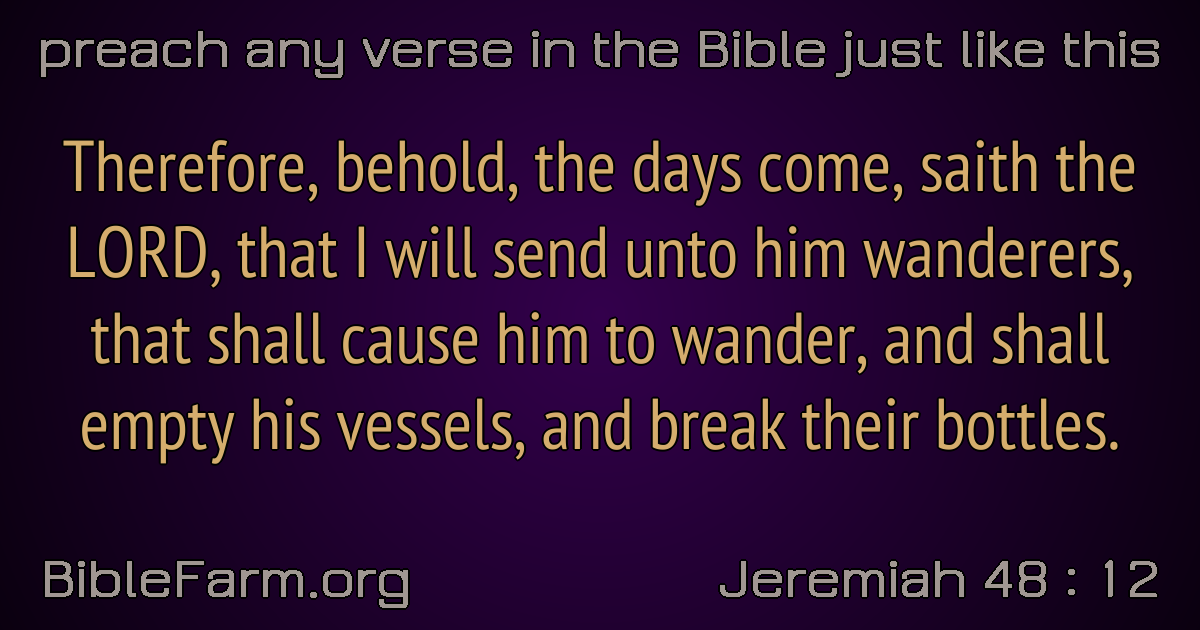 preach any verse in the Bible just like this
Therefore, behold, the days come, saith the
LORD, that I will send unto him wanderers,
that shall cause him to wander, and shall
empty his vessels, and break their bottles.
BibleFarm.org
Jeremiah 48 : 12